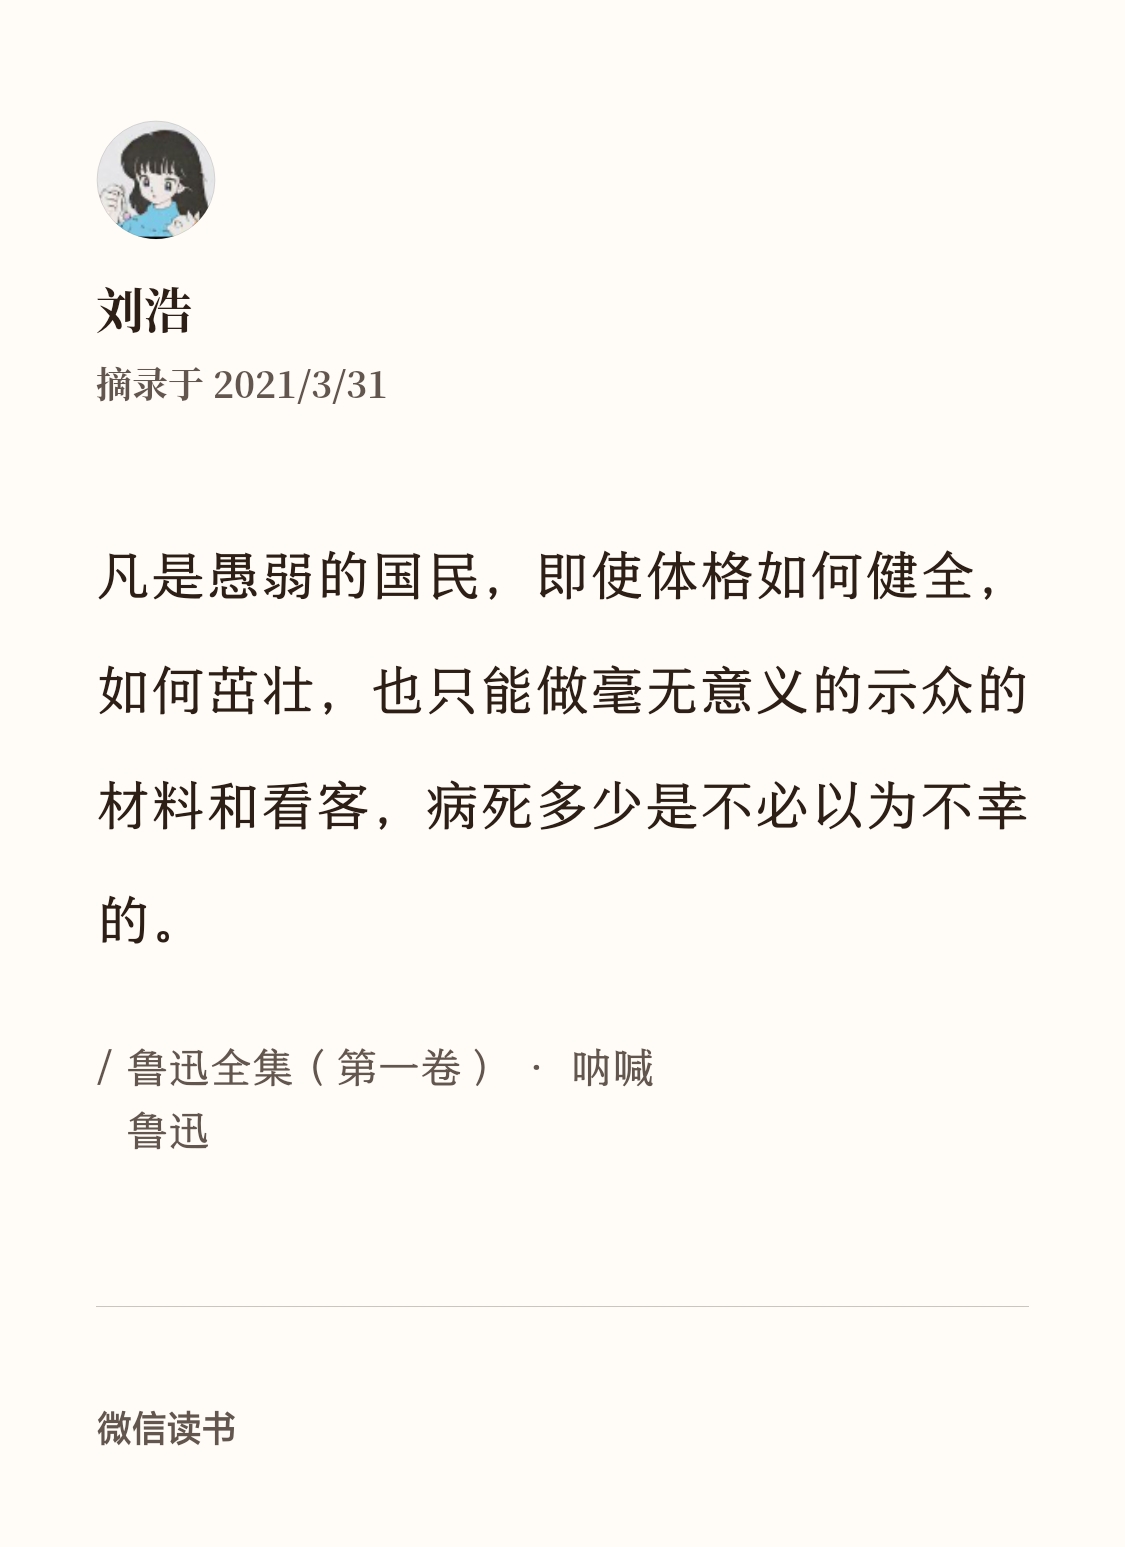 刘浩
摘录于 2021/3/31
凡是愚弱的国民，即使体格如何健全，
如何茁壮，也只能做毫无意义的示众的
材料和看客，病死多少是不必以为不幸
的。
/ 鲁迅全集（第一卷） · 呐喊
鲁迅
微信读书